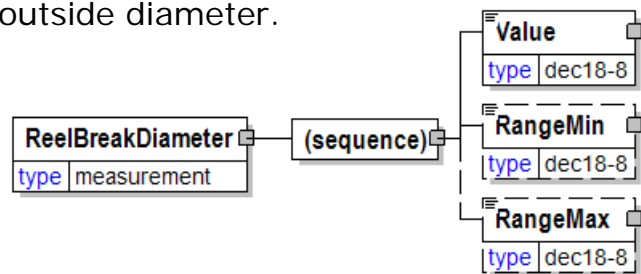 outside diameter.
Value
type dec18-8
ReelBreakDiameter
type measurement
(sequence)
RangeMin
type dec18-8
RangeMax
type dec18-8